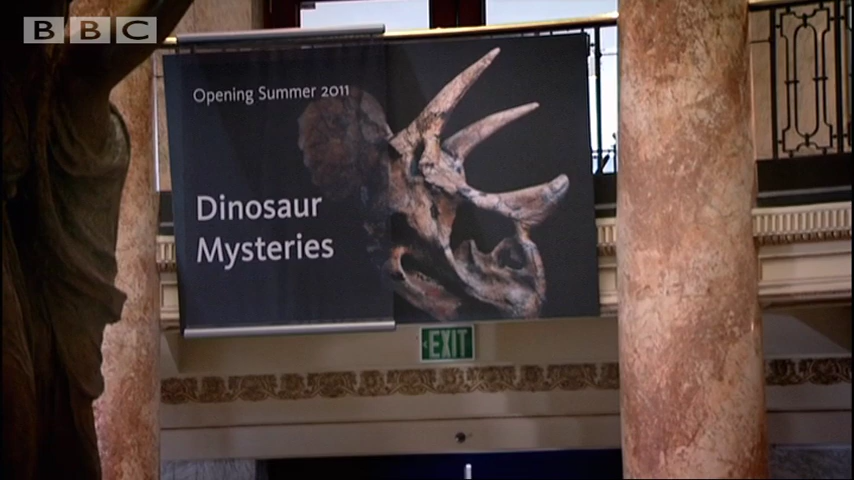 BBC
Opening Summer 2011
Dinosaur
Mysteries
EXIT